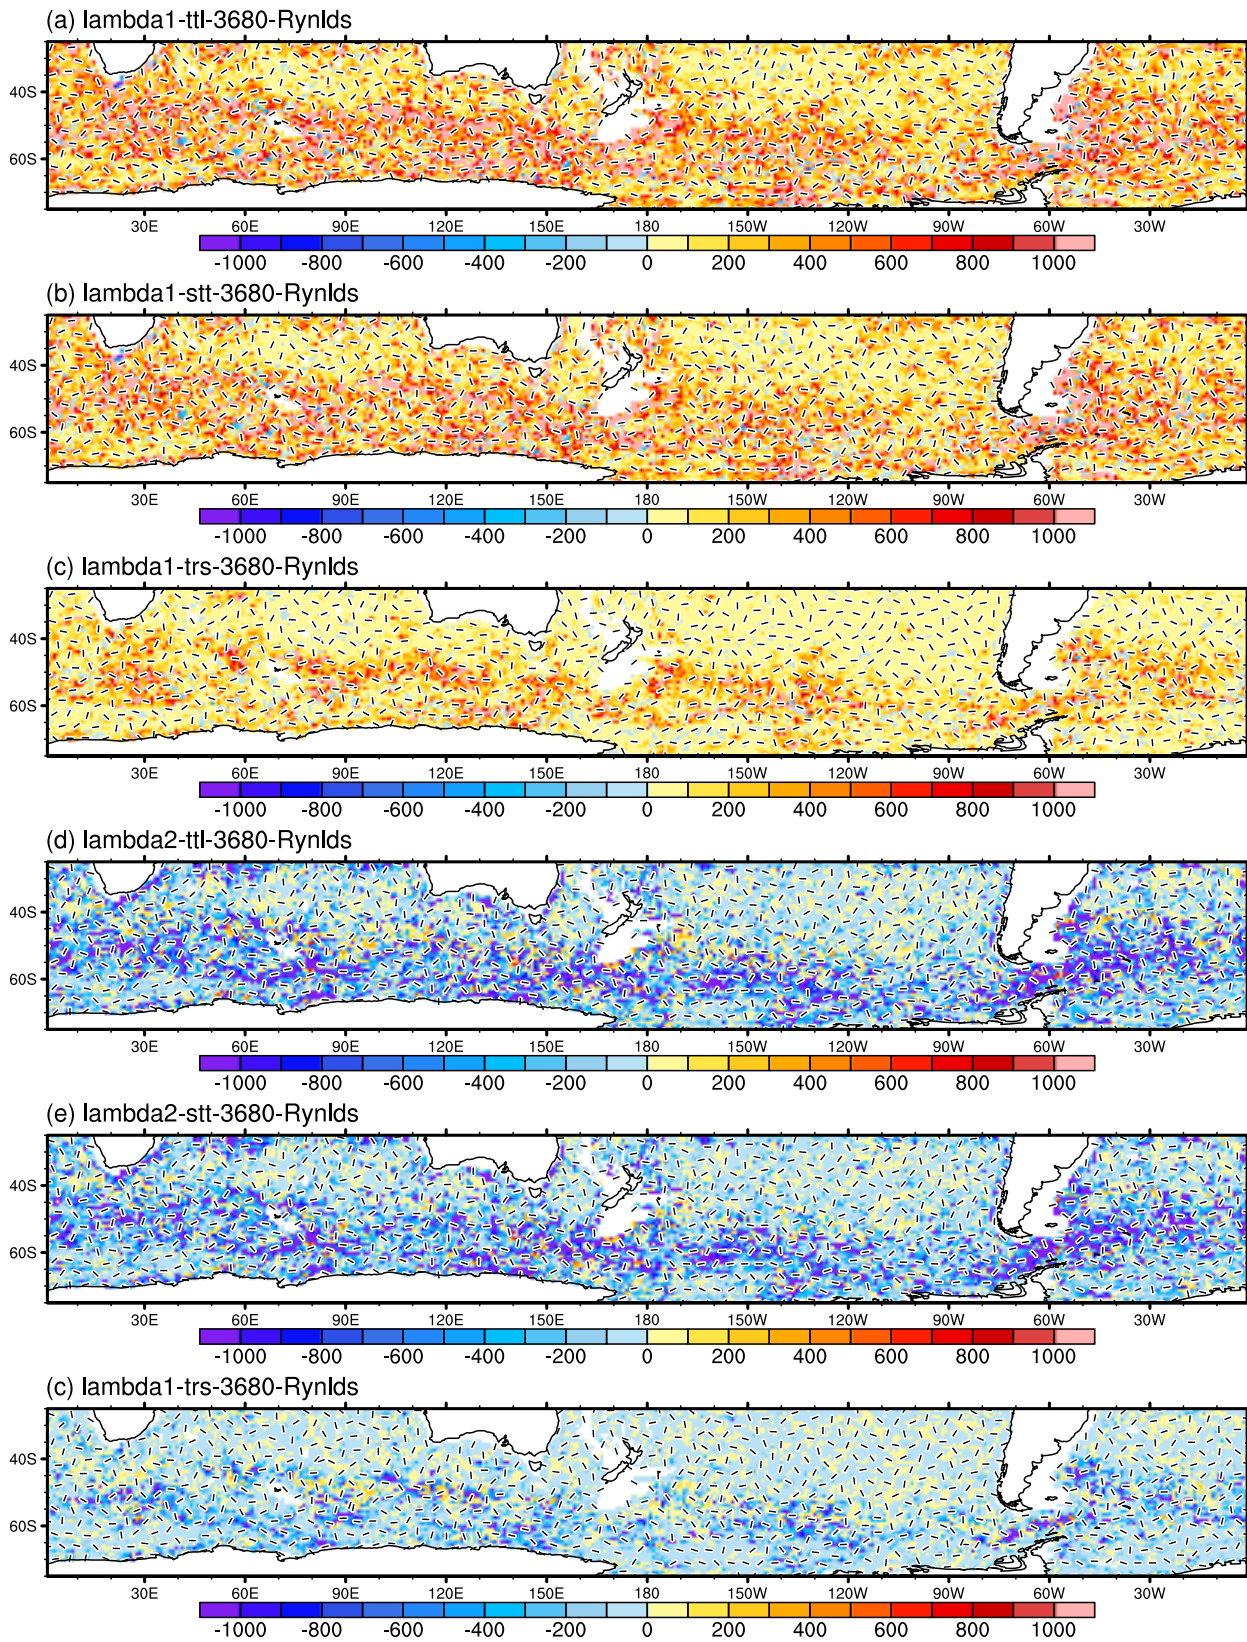 (a) lambda1-ttl-3680-Rynlds
40S
60S
30E 60E 90E 120E 150E 180 150W 120W 90W 60W 30W
-1000 -800 -600 -400 -200 0 200 400 600 800 1000
(b) lambda1-stt-3680-Rynlds
40S
60S
30E 60E 90E 120E 150E 180 150W 120W 90W 60W 30W
-1000 -800 -600 -400 -200 0 200 400 600 800 1000
(c) lambda1-trs-3680-Rynlds
40S
60S
30E 60E 90E 120E 150E 180 150W 120W 90W 60W 30W
-1000 -800 -600 -400 -200 0 200 400 600 800 1000
(d) lambda2-ttl-3680-Rynlds
40S
60S
30E 60E 90E 120E 150E 180 150W 120W 90W 60W 30W
-1000 -800 -600 -400 -200 0 200 400 600 800 1000
(e) lambda2-stt-3680-Rynlds
40S
60S
30E 60E 90E 120E 150E 180 150W 120W 90W 60W 30W
-1000 -800 -600 -400 -200 0 200 400 600 800 1000
(c) lambda1-trs-3680-Rynlds
40S
60S
30E 60E 90E 120E 150E 180 150W 120W 90W 60W 30W
-1000 -800 -600 -400 -200 0 200 400 600 800 1000